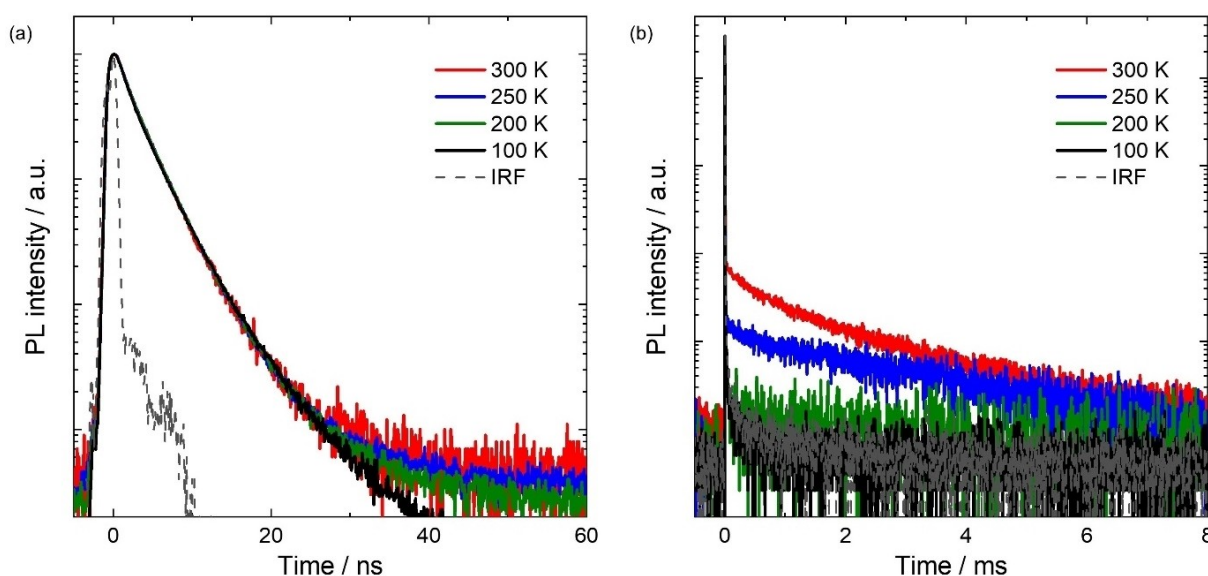 (a)
PL intensity / a.u.
300 K
250 K
200 K
100 K
IRF
0
20
40
60
Time / ns
(b)
PL intensity / a.u.
300 K
250 K
200 K
100 K
IRF
0
2
4
6
8
Time / ms